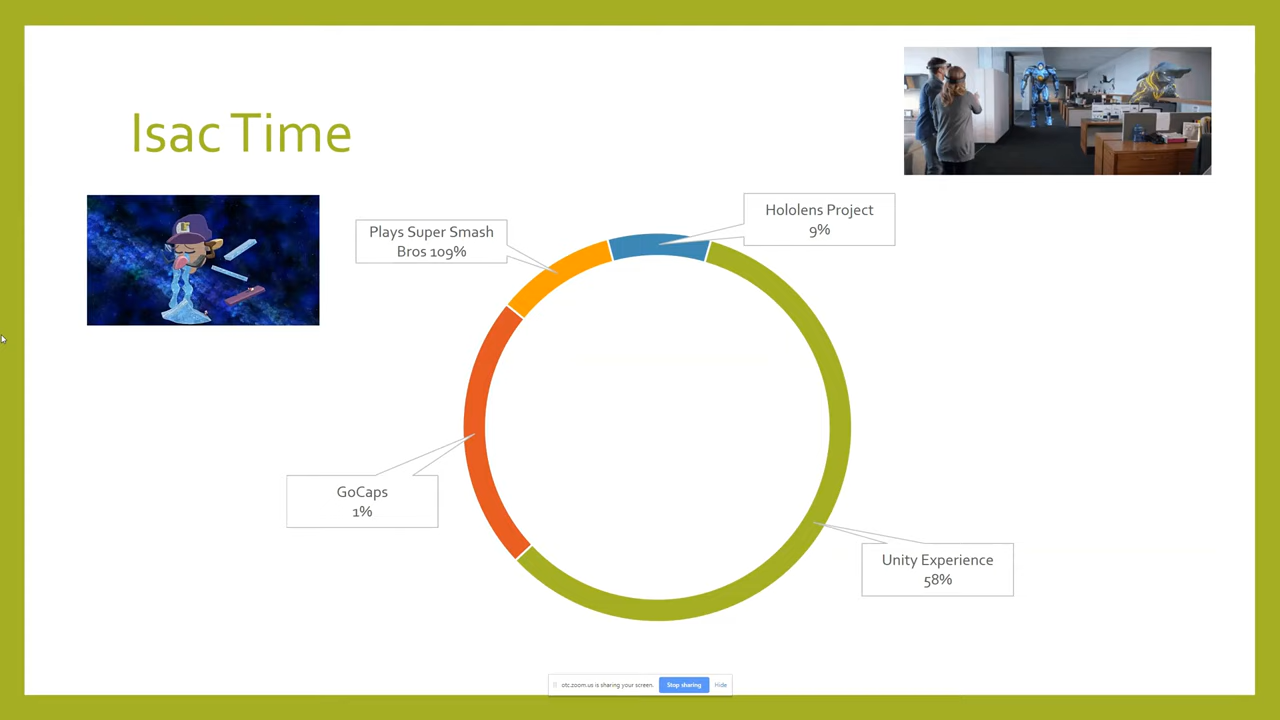 Isac Time
Plays Super Smash
Bros 109%
Hololens Project
9%
GoCaps
1%
Unity Experience
58%
otc.zoom.us is sharing your screen.
Stop sharing
Hide